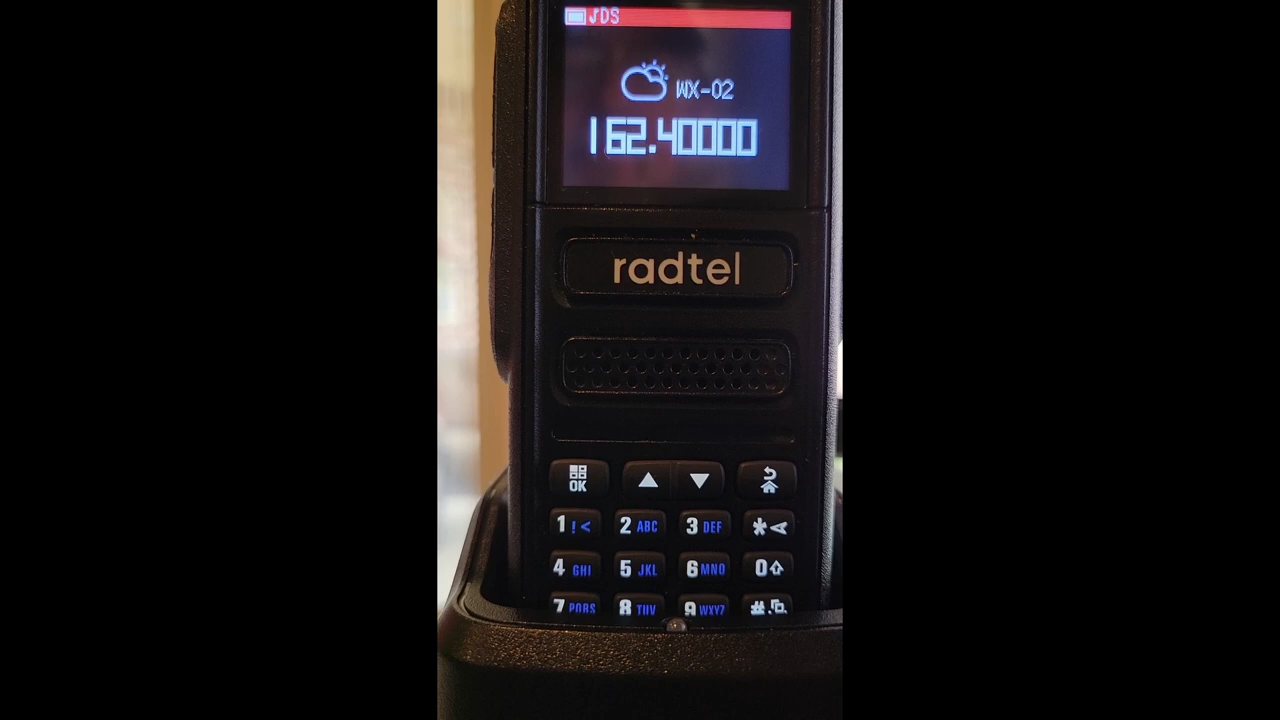 JDS
WX-02
162.40000
radtel
OK
1 ! < 2 ABC 3 DEF * <
4 GHI 5 JKL 6 MNO 0
7 PQRS 8 TUV 9 WXYZ #